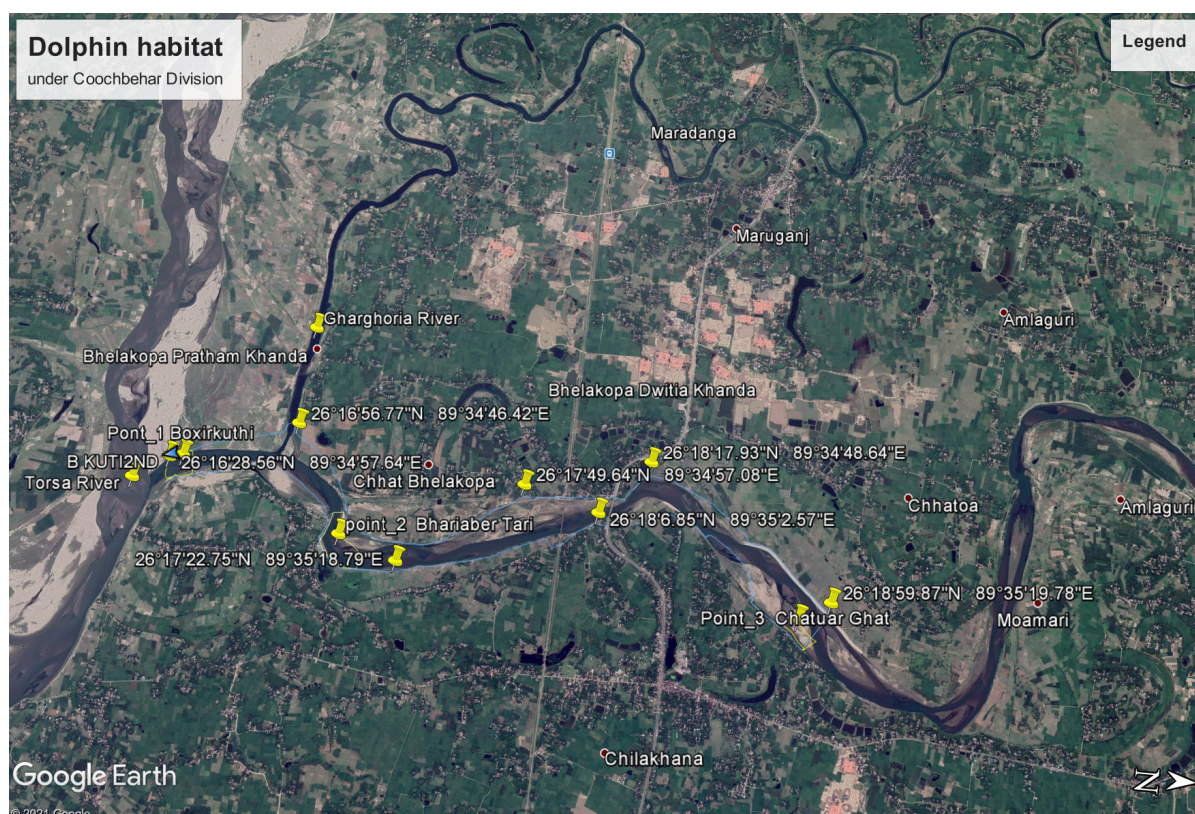 Dolphin habitat
under Coochbehar Division
Legend
Maradanga
Maruganj
Gharghoria River
Amlaguri
Bhelakopa Pratham Khanda
Bhelakopa Dwitia Khanda
26°16'56.77"N 89°34'46.42"E
Pont_1 Boxirkuthi
26°18'17.93"N 89°34'48.64"E
B KUTI2ND
26°16'28.56"N 89°34'57.64"E
26°17'49.64"N 89°34'57.08"E
Torsa River
Chhat Bhelakopa
Chhatoa
Amlaguri
point_2 Bhariaber Tari
26°18'6.85"N 89°35'2.57"E
26°17'22.75"N 89°35'18.79"E
26°18'59.87"N 89°35'19.78"E
Point_3 Chatuar Ghat
Moamari
Chilakhana
Google Earth
N
© 2021 Google